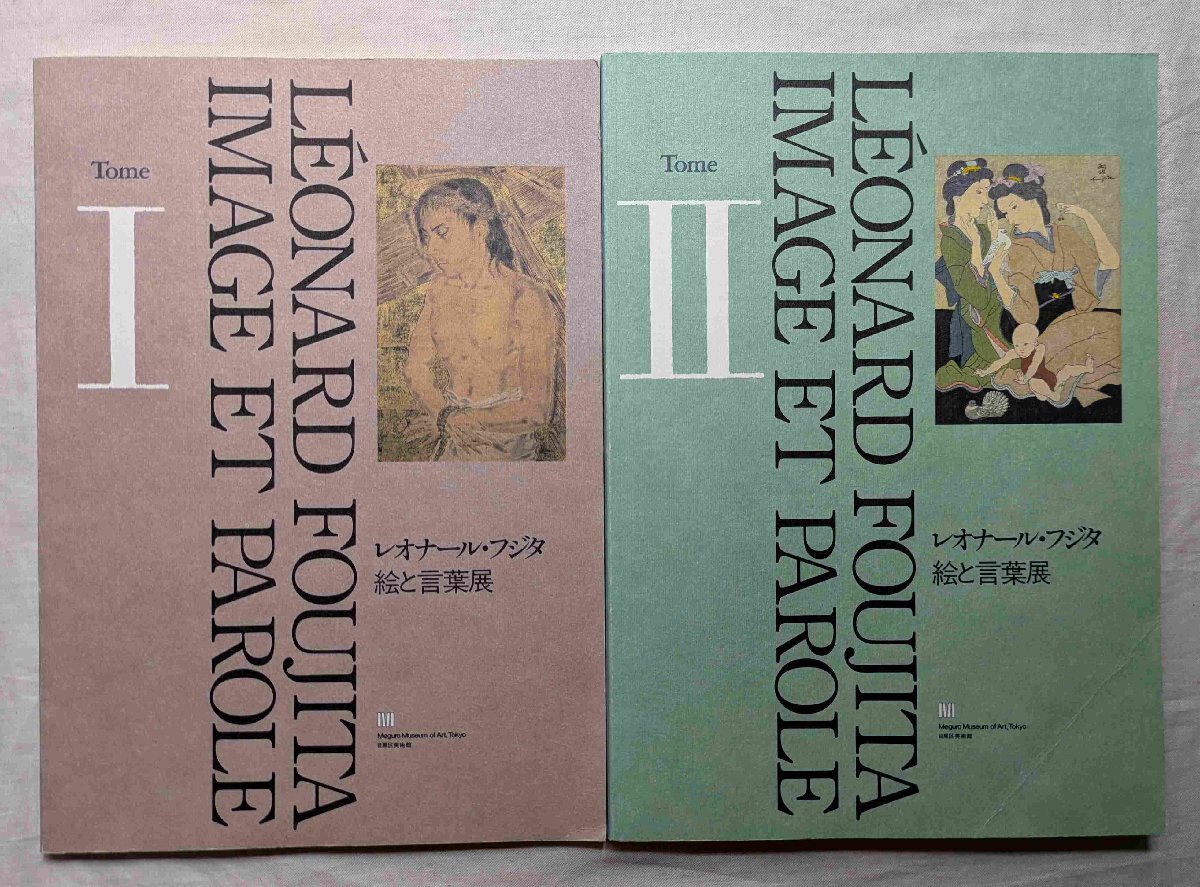 Tome
I
LÉONARD FOUJITA
IMAGE ET PAROLE
レオナール・フジタ
絵と言葉展
Meguro Museum of Art, Tokyo
目黒区美術館
Tome
II
LÉONARD FOUJITA
IMAGE ET PAROLE
レオナール・フジタ
絵と言葉展
Meguro Museum of Art, Tokyo
目黒区美術館